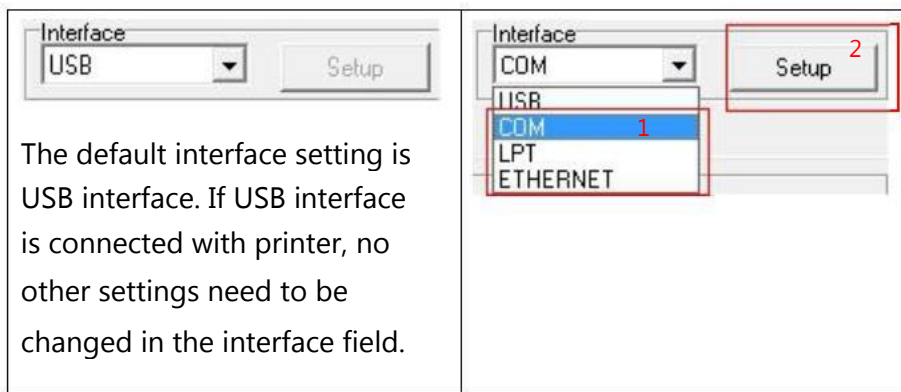 Interface
USB
Setup
The default interface setting is
USB interface. If USB interface
is connected with printer, no
other settings need to be
changed in the interface field.
Interface
COM
Setup
2
USB
COM
1
LPT
ETHERNET